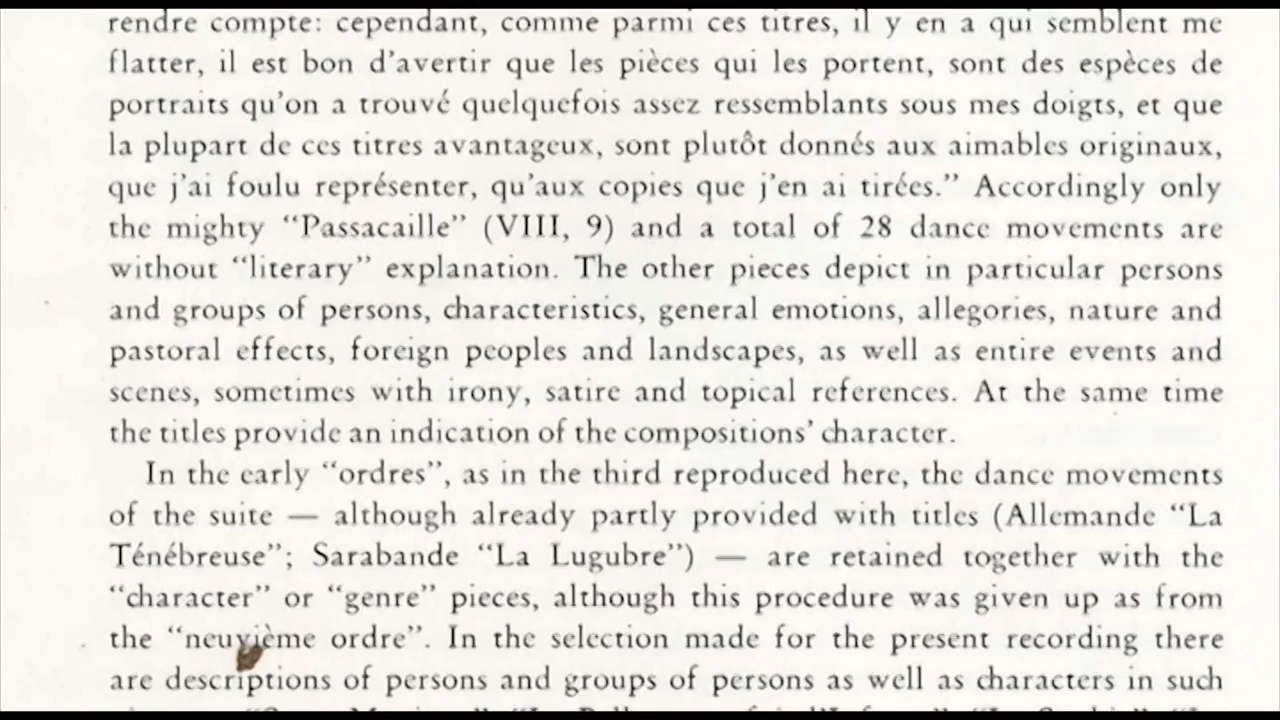 rendre compte: cependant, comme parmi ces titres, il y en a qui semblent me
flatter, il est bon d'avertir que les pièces qui les portent, sont des espèces de
portraits qu'on a trouvé quelquefois assez ressemblants sous mes doigts, et que
la plupart de ces titres avantageux, sont plutôt donnés aux aimables originaux,
que j'ai foulu représenter, qu'aux copies que j'en ai tirées.” Accordingly only
the mighty “Passacaille” (VIII, 9) and a total of 28 dance movements are
without “literary” explanation. The other pieces depict in particular persons
and groups of persons, characteristics, general emotions, allegories, nature and
pastoral effects, foreign peoples and landscapes, as well as entire events and
scenes, sometimes with irony, satire and topical references. At the same time
the titles provide an indication of the compositions' character.
In the early “ordres”, as in the third reproduced here, the dance movements
of the suite — although already partly provided with titles (Allemande “La
Ténébreuse”; Sarabande “La Lugubre”) — are retained together with the
“character” or “genre” pieces, although this procedure was given up as from
the “neuvième ordre”. In the selection made for the present recording there
are descriptions of persons and groups of persons as well as characters in such